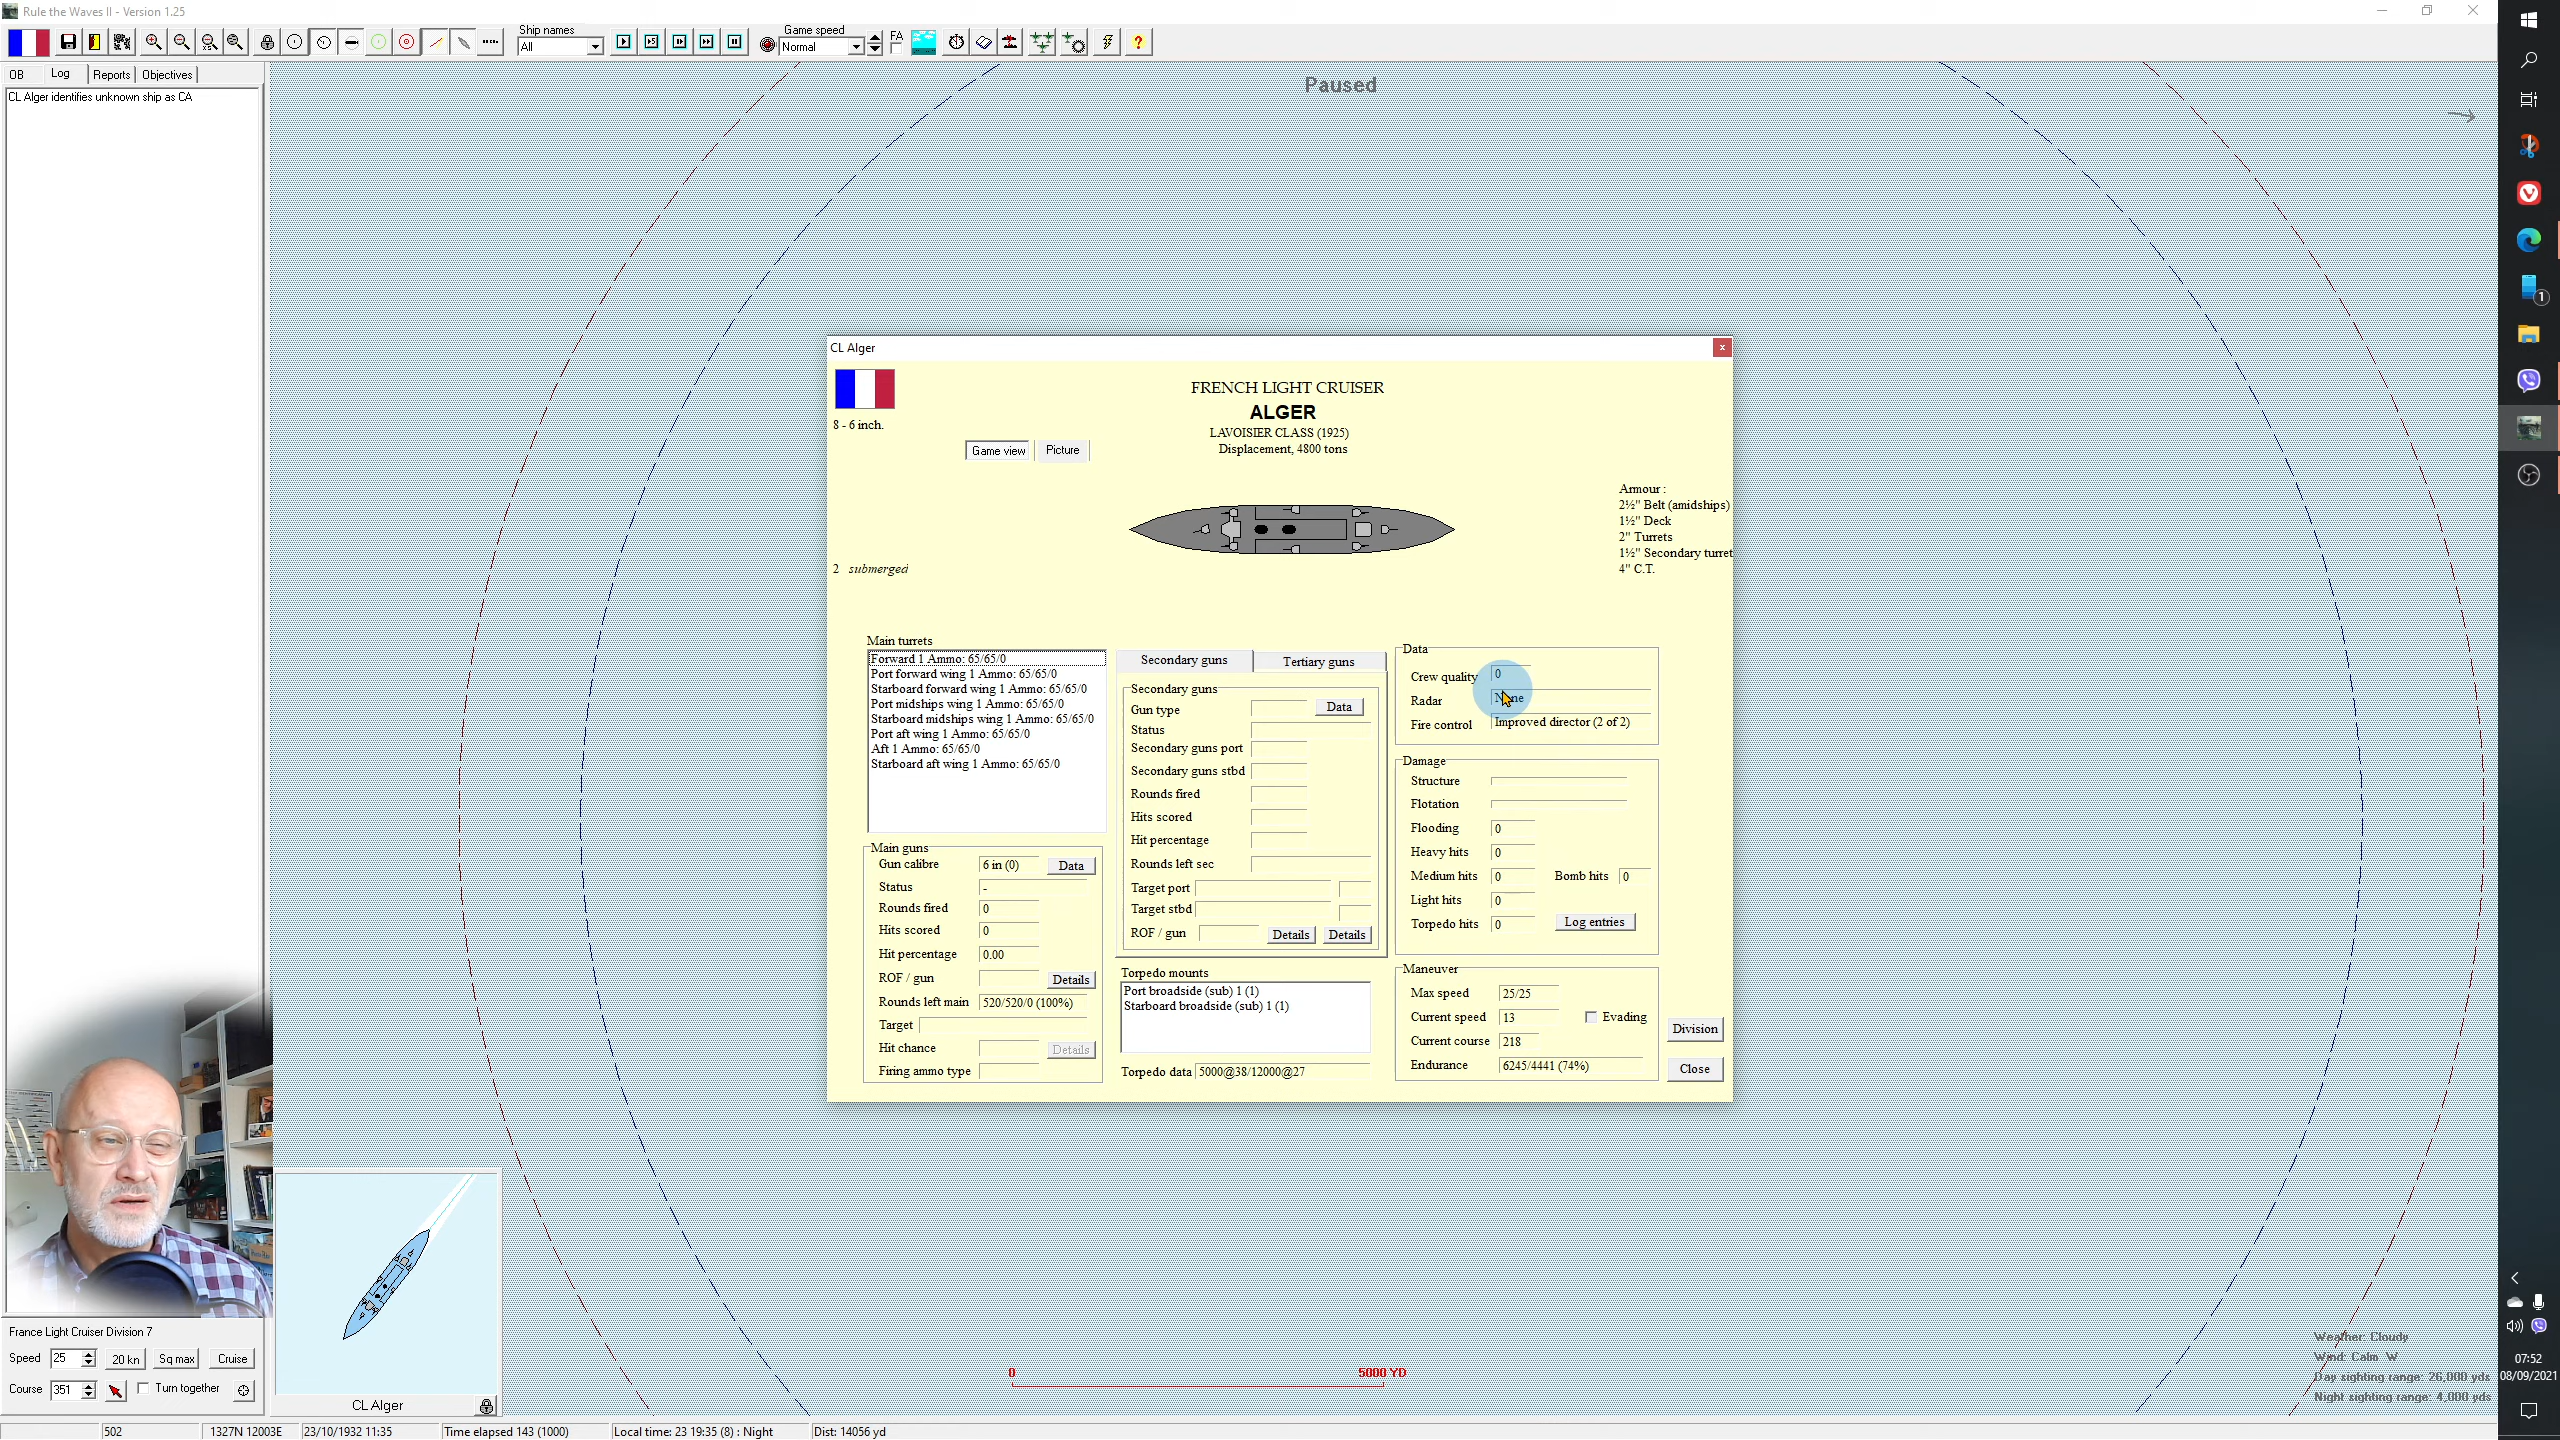 Rule the Waves II - Version 1.25
Ship names
All
Game speed
Normal
FA
OB
Log
Reports
Objectives
CL Alger identifies unknown ship as CA
Paused
CL Alger
x
FRENCH LIGHT CRUISER
ALGER
LAVOISIER CLASS (1925)
Displacement, 4800 tons
8 - 6 inch.
Game view
Picture
Armour :
2½" Belt (amidships)
1½" Deck
2" Turrets
1½" Secondary turret
4" C.T.
2 submerged
Main turrets
Forward 1 Ammo: 65/65/0
Port forward wing 1 Ammo: 65/65/0
Starboard forward wing 1 Ammo: 65/65/0
Port midships wing 1 Ammo: 65/65/0
Starboard midships wing 1 Ammo: 65/65/0
Port aft wing 1 Ammo: 65/65/0
Aft 1 Ammo: 65/65/0
Starboard aft wing 1 Ammo: 65/65/0
Main guns
Gun calibre 6 in (0) Data
Status -
Rounds fired 0
Hits scored 0
Hit percentage 0.00
ROF / gun Details
Rounds left main 520/520/0 (100%)
Target
Hit chance Details
Firing ammo type
Secondary guns
Tertiary guns
Secondary guns
Gun type Data
Status
Secondary guns port
Secondary guns stbd
Rounds fired
Hits scored
Hit percentage
Rounds left sec
Target port
Target stbd
ROF / gun Details Details
Torpedo mounts
Port broadside (sub) 1 (1)
Starboard broadside (sub) 1 (1)
Torpedo data 5000@38/12000@27
Data
Crew quality 0
Radar None
Fire control Improved director (2 of 2)
Damage
Structure
Flotation
Flooding 0
Heavy hits 0
Medium hits 0 Bomb hits 0
Light hits 0
Torpedo hits 0 Log entries
Maneuver
Max speed 25/25
Current speed 13 Evading
Current course 218
Endurance 6245/4441 (74%)
Division
Close
France Light Cruiser Division 7
Speed 25 20 kn Sq max Cruise
Course 351 Turn together
CL Alger
0 5000 YD
Weather: Cloudy
Wind: Calm W
Day sighting range: 26,000 yds
Night sighting range: 4,000 yds
502 1327N 12003E 23/10/1932 11:35 Time elapsed 143 (1000) Local time: 23 19:35 (8) : Night Dist: 14056 yd
1
07:52
08/09/2021